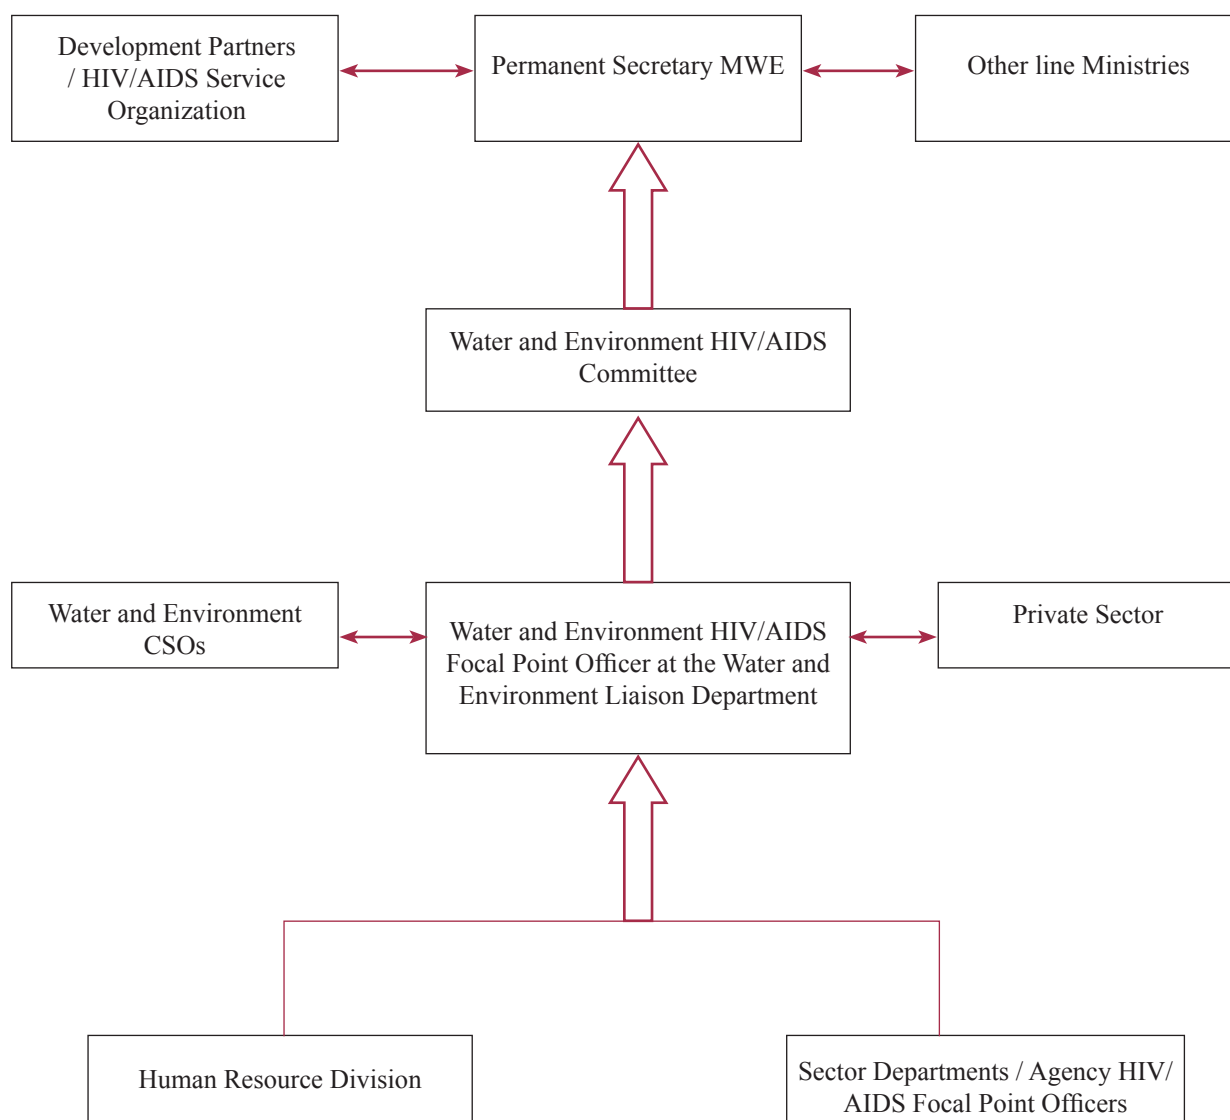 Development Partners
/ HIV/AIDS Service
Organization
Permanent Secretary MWE
Other line Ministries
Water and Environment HIV/AIDS
Committee
Water and Environment
CSOs
Water and Environment HIV/AIDS
Focal Point Officer at the Water and
Environment Liaison Department
Private Sector
Human Resource Division
Sector Departments / Agency HIV/
AIDS Focal Point Officers